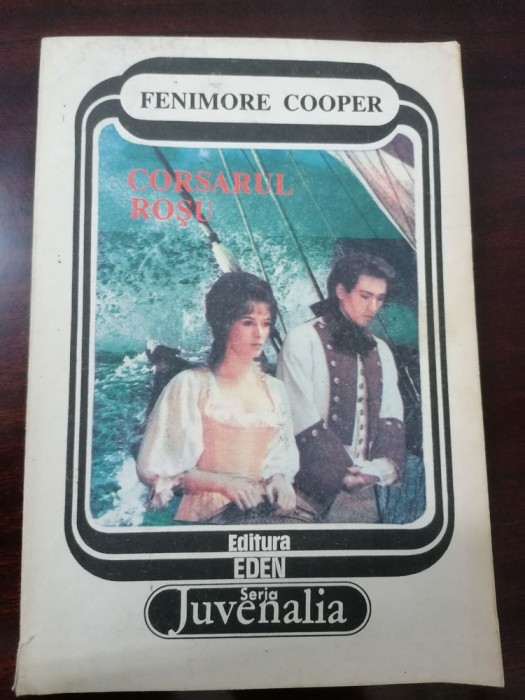 FENIMORE COOPER
CORSARUL
ROȘU
Editura
EDEN
Seria
Juvenalia